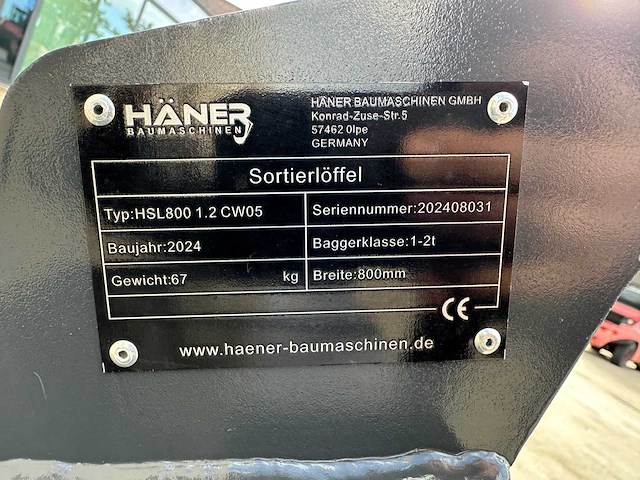 HÄNER
BAUMASCHINEN
HÄNER BAUMASCHINEN GMBH
Konrad-Zuse-Str.5
57462 Olpe
GERMANY
Sortierlöffel
Typ:HSL800 1.2 CW05
Seriennummer:202408031
Baujahr:2024
Baggerklasse:1-2t
Gewicht:67 kg
Breite:800mm
CE
www.haener-baumaschinen.de